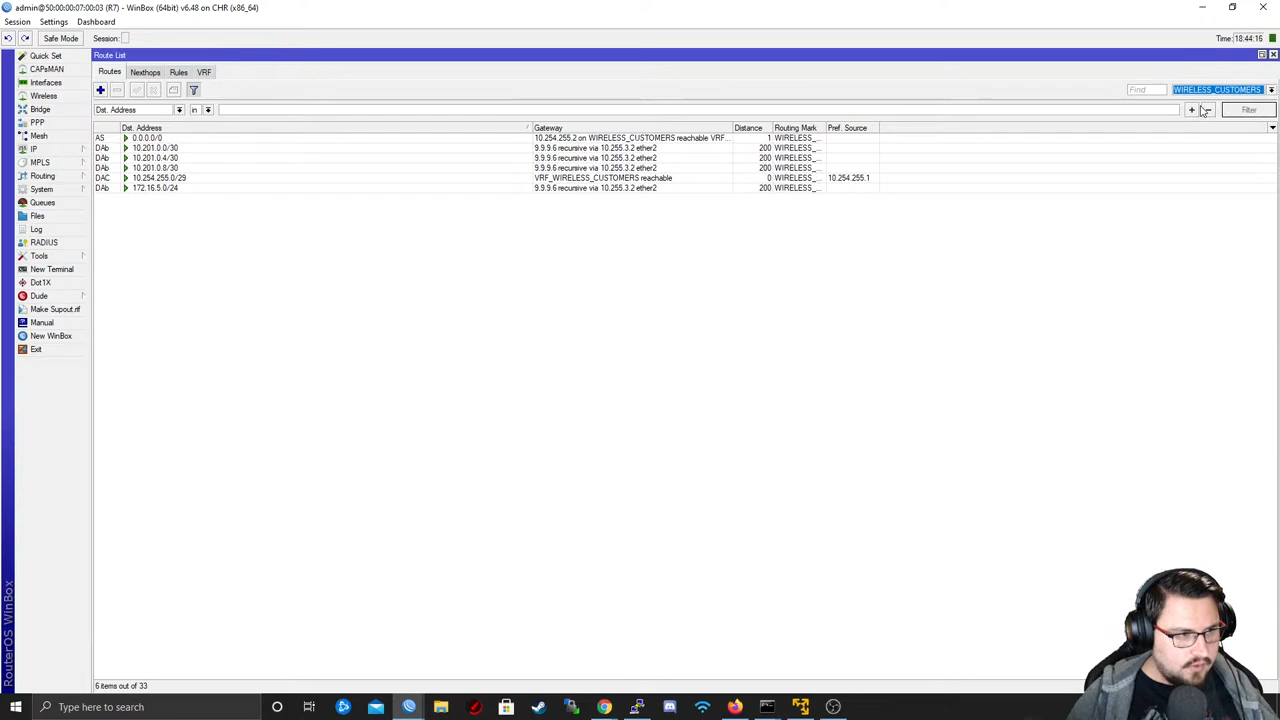 admin@50:00:00:07:00:03 (R7) - WinBox (64bit) v6.48 on CHR (x86_64)
Session Settings Dashboard
Safe Mode Session: Time: 18:44:16
Quick Set
CAPsMAN
Interfaces
Wireless
Bridge
PPP
Mesh
IP
MPLS
Routing
System
Queues
Files
Log
RADIUS
Tools
New Terminal
Dot1X
Dude
Make Supout.rif
Manual
New WinBox
Exit
RouterOS WinBox
Route List
Routes Nexthops Rules VRF
Find WIRELESS_CUSTOMERS
Dst. Address in + - Filter
Dst. Address Gateway Distance Routing Mark Pref. Source
AS 0.0.0.0/0 10.254.255.2 on WIRELESS_CUSTOMERS reachable VRF... 1 WIRELESS_...
DAb 10.201.0.0/30 9.9.9.6 recursive via 10.255.3.2 ether2 200 WIRELESS_...
DAb 10.201.0.4/30 9.9.9.6 recursive via 10.255.3.2 ether2 200 WIRELESS_...
DAb 10.201.0.8/30 9.9.9.6 recursive via 10.255.3.2 ether2 200 WIRELESS_...
DAC 10.254.255.0/29 VRF_WIRELESS_CUSTOMERS reachable 0 WIRELESS_... 10.254.255.1
DAb 172.16.5.0/24 9.9.9.6 recursive via 10.255.3.2 ether2 200 WIRELESS_...
6 items out of 33
Type here to search